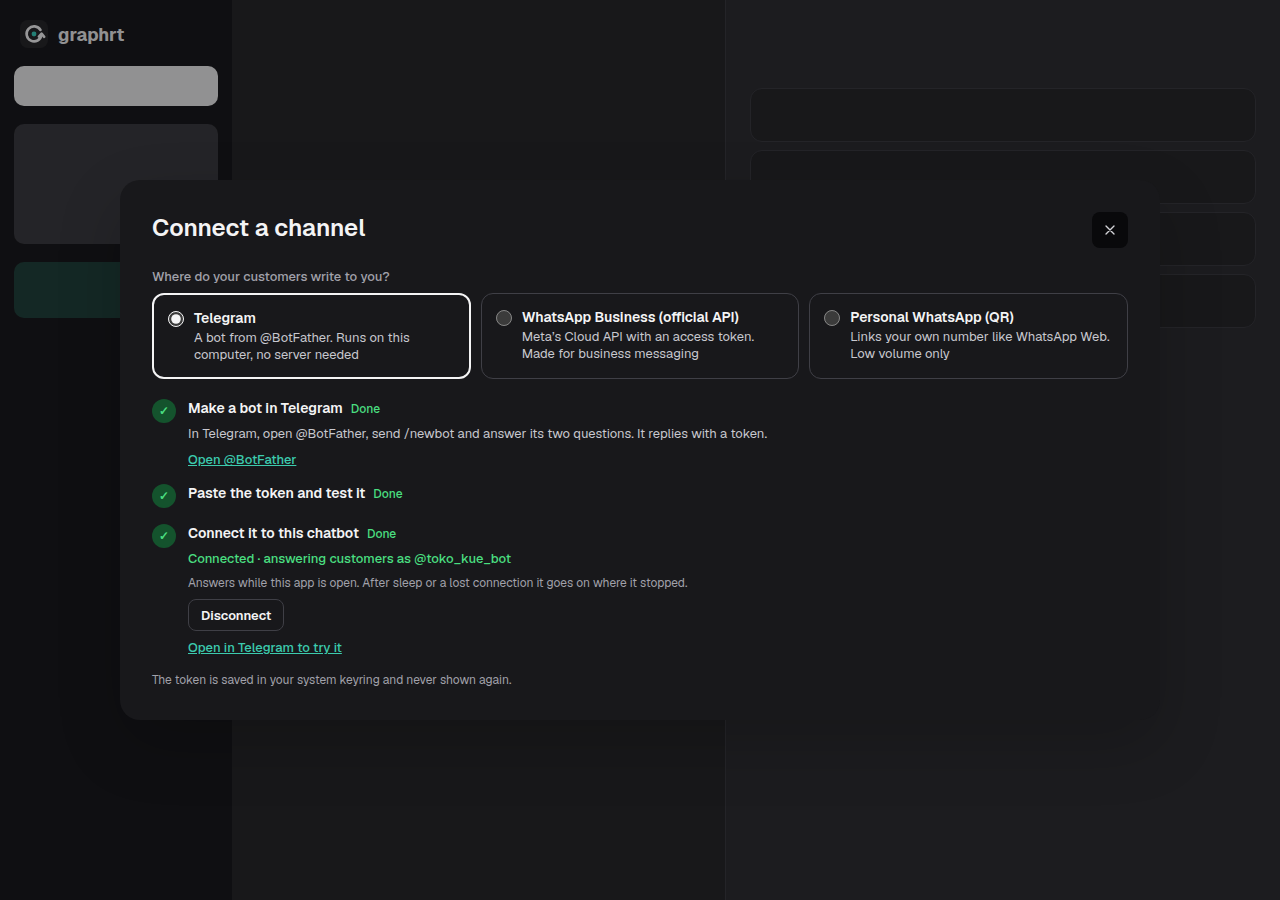 graphrt
Connect a channel
Where do your customers write to you?
Telegram
A bot from @BotFather. Runs on this
computer, no server needed
WhatsApp Business (official API)
Meta's Cloud API with an access token.
Made for business messaging
Personal WhatsApp (QR)
Links your own number like WhatsApp Web.
Low volume only
✓ Make a bot in Telegram Done
In Telegram, open @BotFather, send /newbot and answer its two questions. It replies with a token.
Open @BotFather
✓ Paste the token and test it Done
✓ Connect it to this chatbot Done
Connected · answering customers as @toko_kue_bot
Answers while this app is open. After sleep or a lost connection it goes on where it stopped.
Disconnect
Open in Telegram to try it
The token is saved in your system keyring and never shown again.